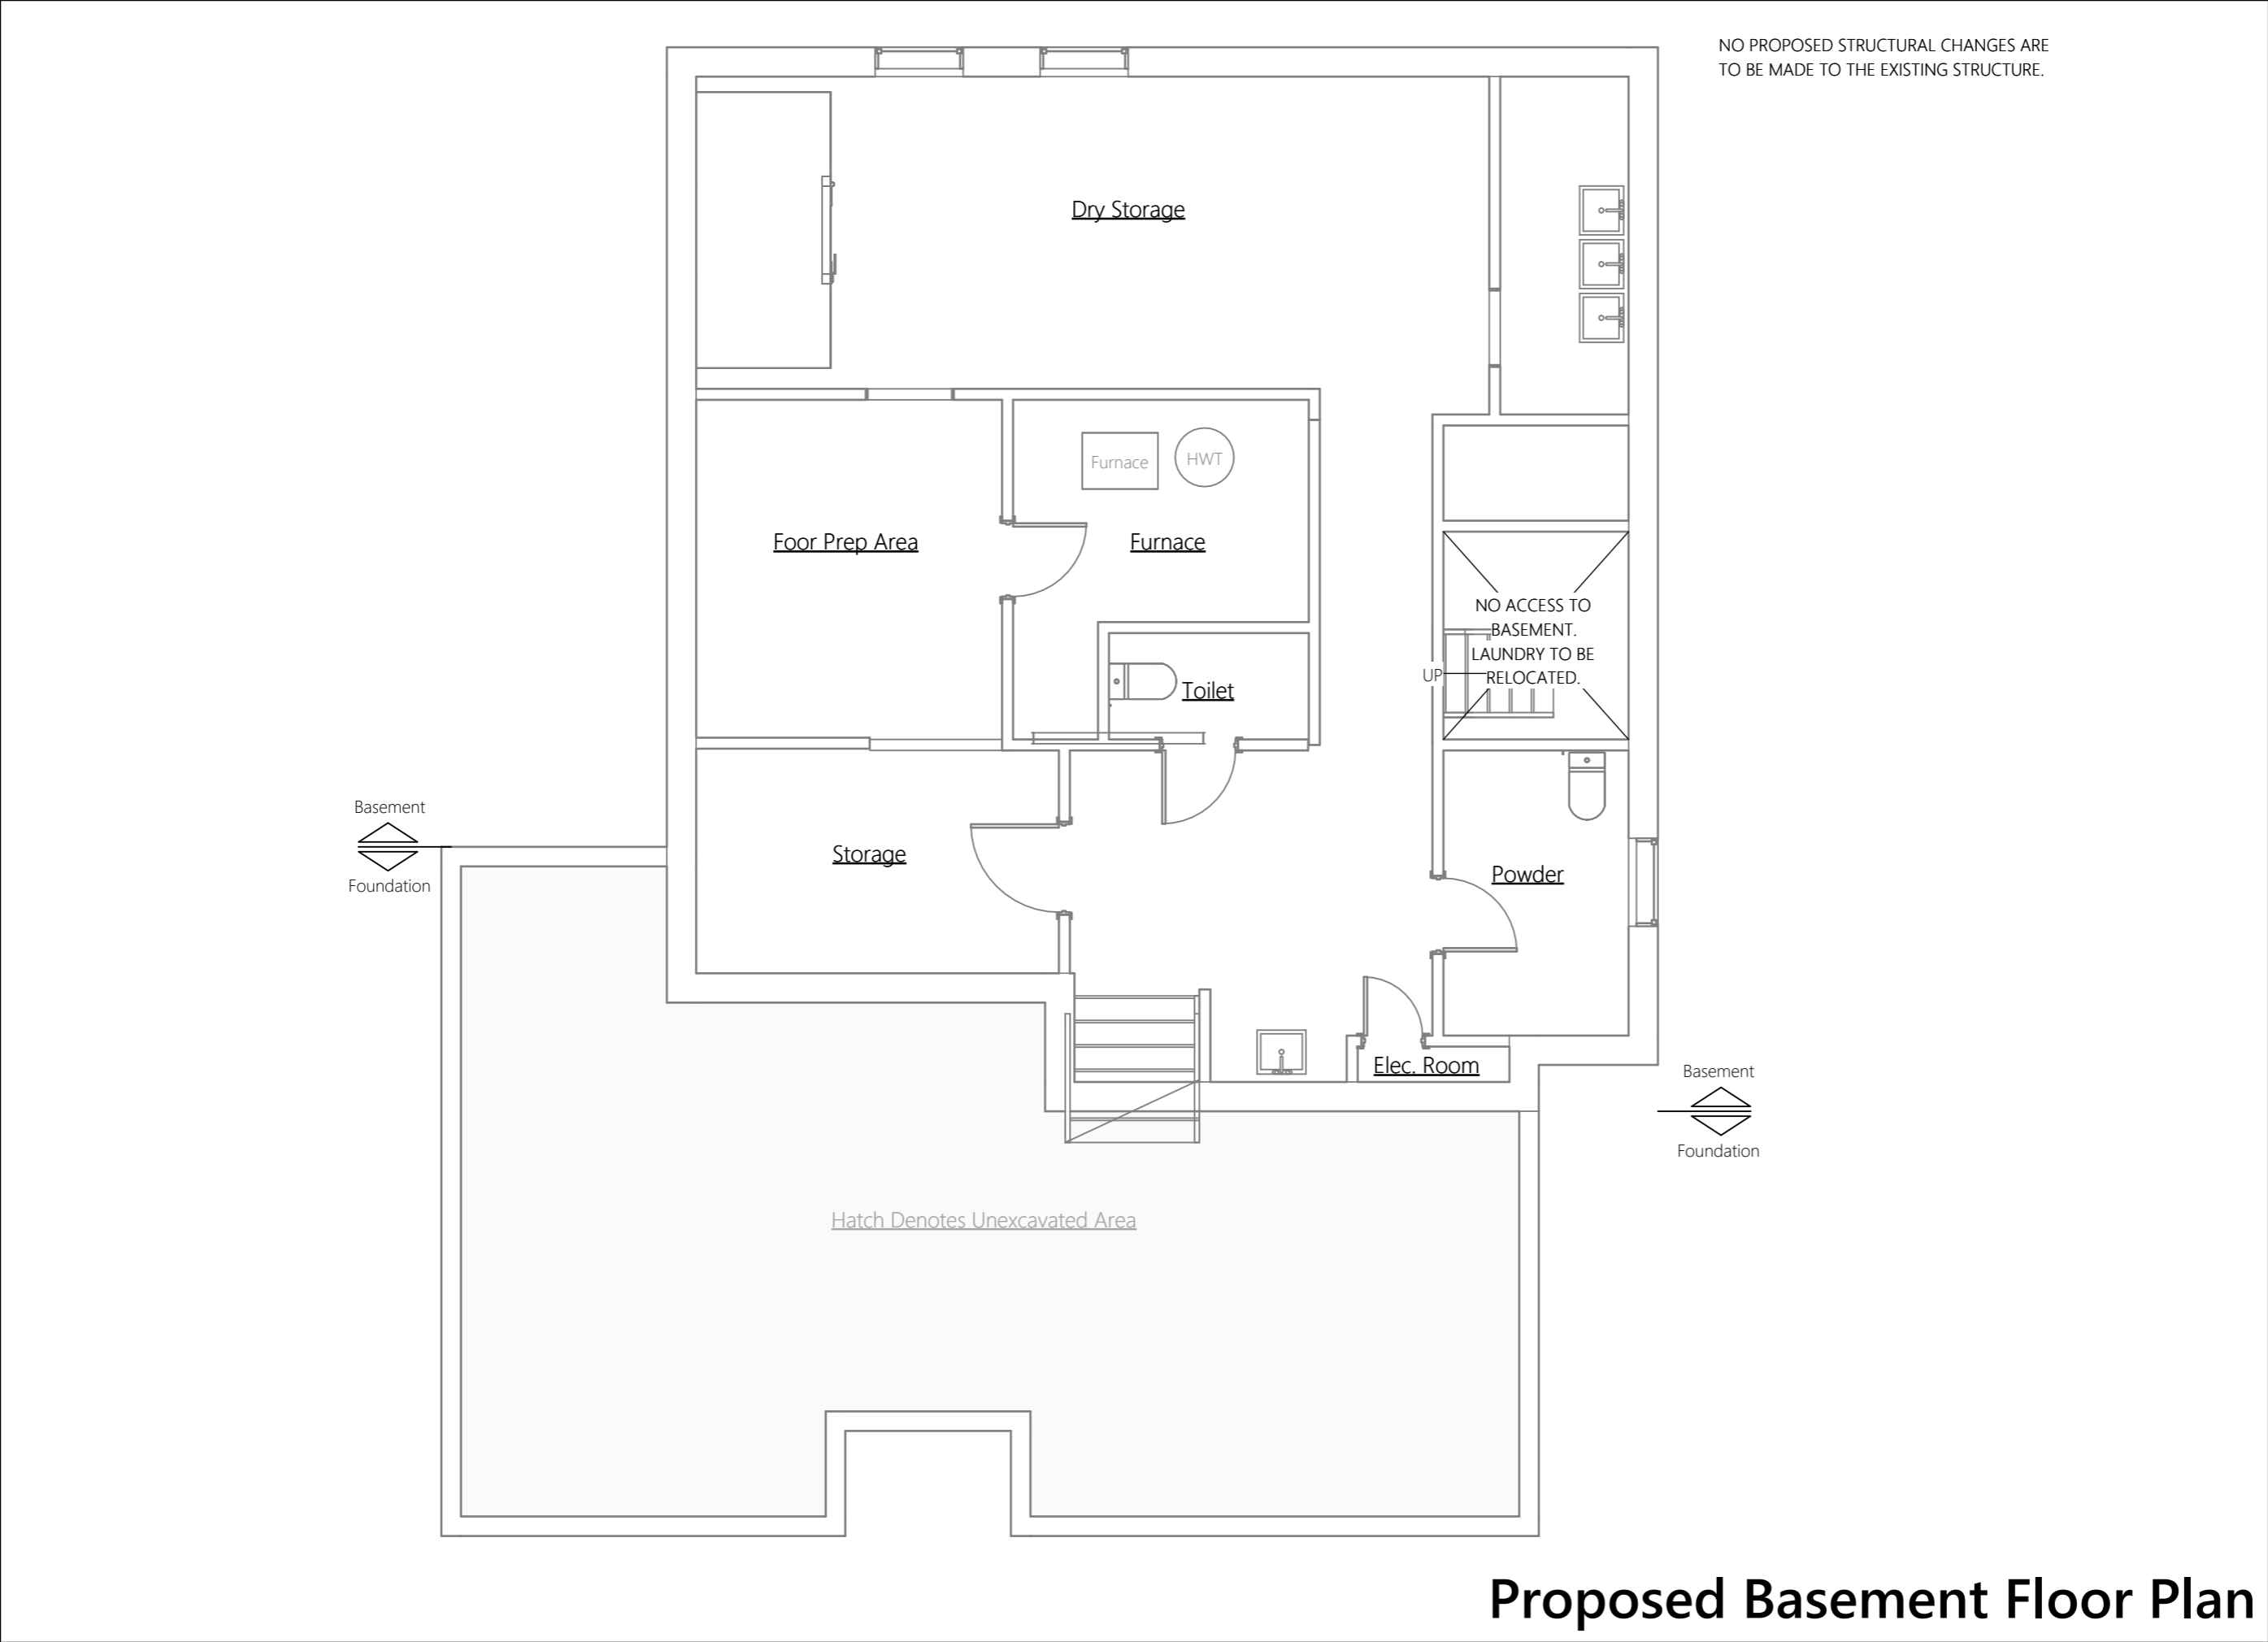 NO PROPOSED STRUCTURAL CHANGES ARE
TO BE MADE TO THE EXISTING STRUCTURE.
Dry Storage
Furnace
HWT
Foor Prep Area
Furnace
NO ACCESS TO
BASEMENT.
LAUNDRY TO BE
RELOCATED.
UP
Toilet
Basement
Foundation
Storage
Powder
Elec. Room
Basement
Foundation
Hatch Denotes Unexcavated Area
Proposed Basement Floor Plan